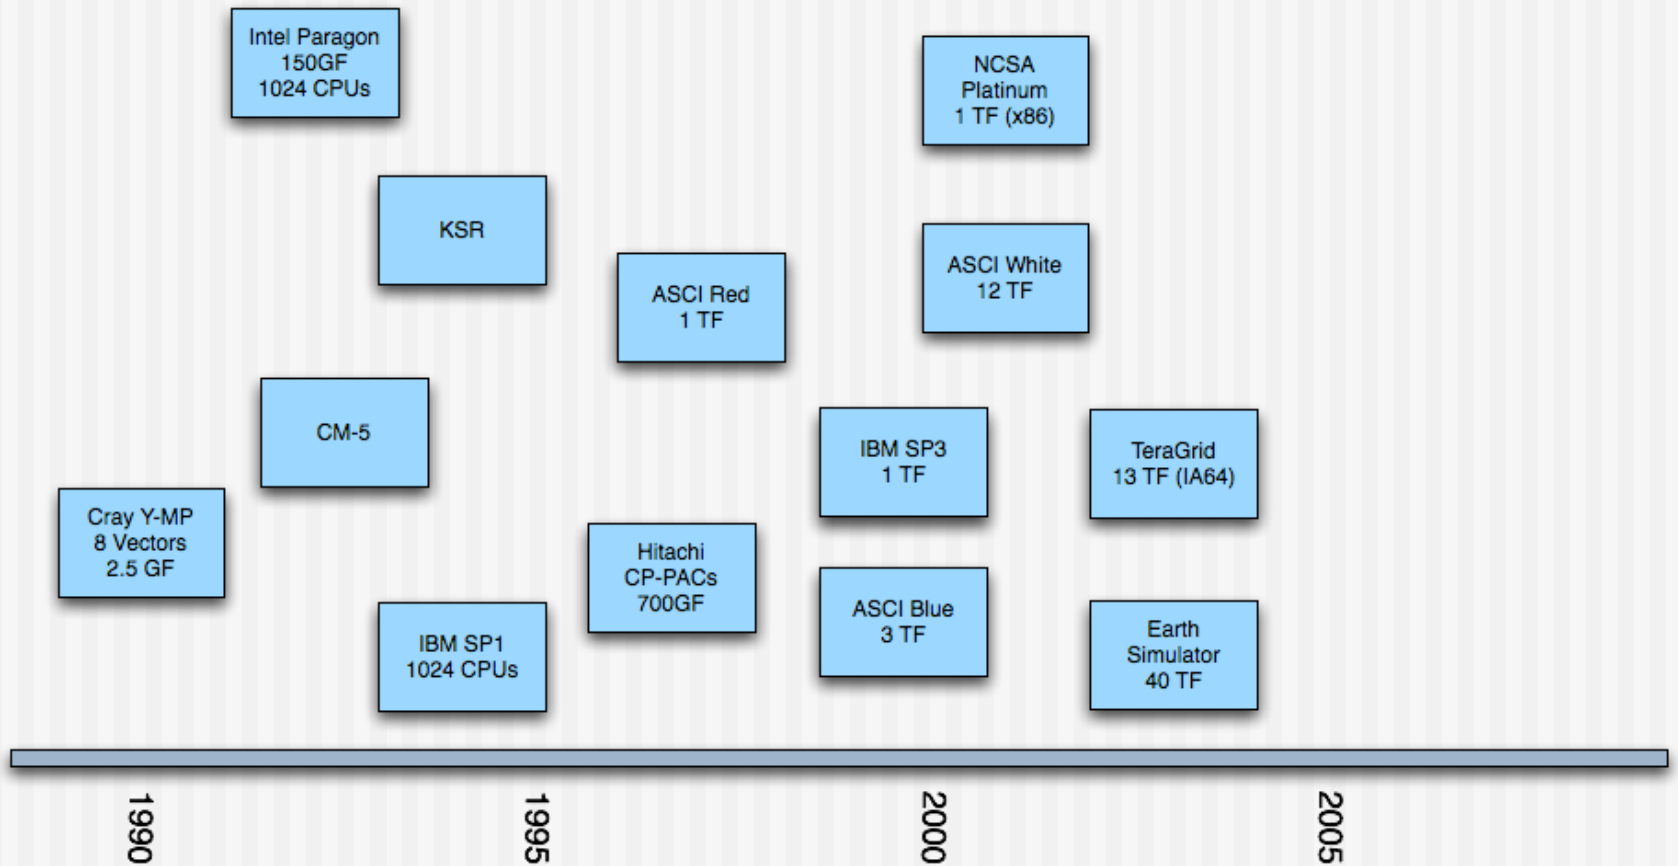 Intel Paragon
150GF
1024 CPUs
NCSA
Platinum
1 TF (x86)
KSR
ASCI White
12 TF
ASCI Red
1 TF
CM-5
IBM SP3
1 TF
TeraGrid
13 TF (IA64)
Cray Y-MP
8 Vectors
2.5 GF
Hitachi
CP-PACs
700GF
ASCI Blue
3 TF
IBM SP1
1024 CPUs
Earth
Simulator
40 TF
1990
1995
2000
2005